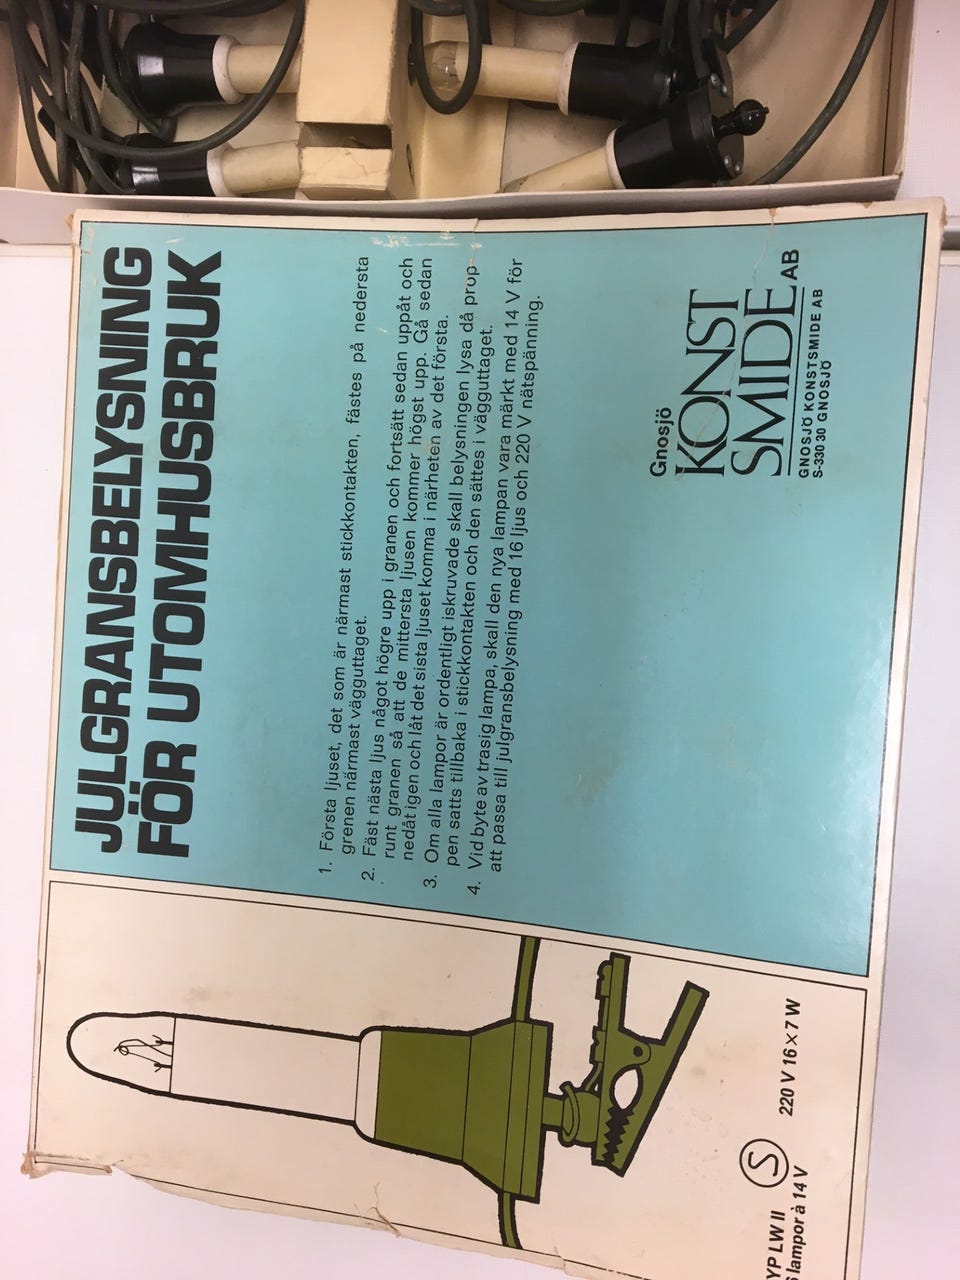 JULGRANSBELYSNING
FÖR UTOMHUSBRUK
1. Första ljuset, det som är närmast stickkontakten, fästes på nedersta
grenen närmast vägguttaget.
2. Fäst nästa ljus något högre upp i granen och fortsätt sedan uppåt och
runt granen så att de mittersta ljusen kommer högst upp. Gå sedan
nedåt igen och låt det sista ljuset komma i närheten av det första.
3. Om alla lampor är ordentligt iskruvade skall belysningen lysa då prop-
pen satts tillbaka i stickkontakten och den sättes i vägguttaget.
4. Vid byte av trasig lampa, skall den nya lampan vara märkt med 14 V för
att passa till julgransbelysning med 16 ljus och 220 V nätspänning.
Gnosjö
KONST
SMIDE AB
GNOSJÖ KONSTSMIDE AB
S-330 30 GNOSJÖ
YP LW II S 220 V 16×7 W
lampor à 14 V